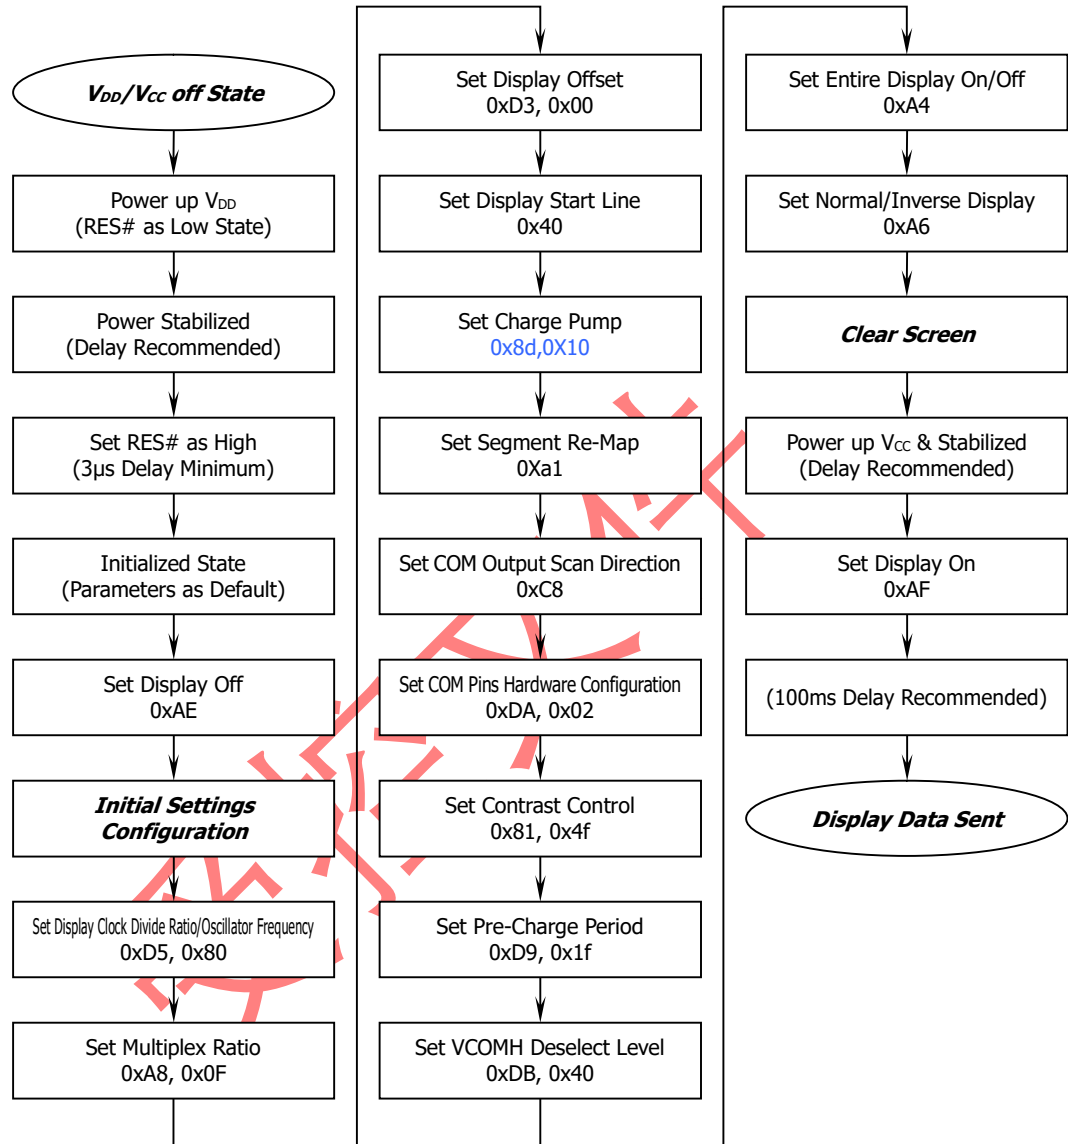 VDD/VCC off State
Power up VDD
(RES# as Low State)
Power Stabilized
(Delay Recommended)
Set RES# as High
(3μs Delay Minimum)
Initialized State
(Parameters as Default)
Set Display Off
0xAE
Initial Settings
Configuration
Set Display Clock Divide Ratio/Oscillator Frequency
0xD5, 0x80
Set Multiplex Ratio
0xA8, 0x0F
Set Display Offset
0xD3, 0x00
Set Display Start Line
0x40
Set Charge Pump
0x8d,0X10
Set Segment Re-Map
0Xa1
Set COM Output Scan Direction
0xC8
Set COM Pins Hardware Configuration
0xDA, 0x02
Set Contrast Control
0x81, 0x4f
Set Pre-Charge Period
0xD9, 0x1f
Set VCOMH Deselect Level
0xDB, 0x40
Set Entire Display On/Off
0xA4
Set Normal/Inverse Display
0xA6
Clear Screen
Power up VCC & Stabilized
(Delay Recommended)
Set Display On
0xAF
(100ms Delay Recommended)
Display Data Sent